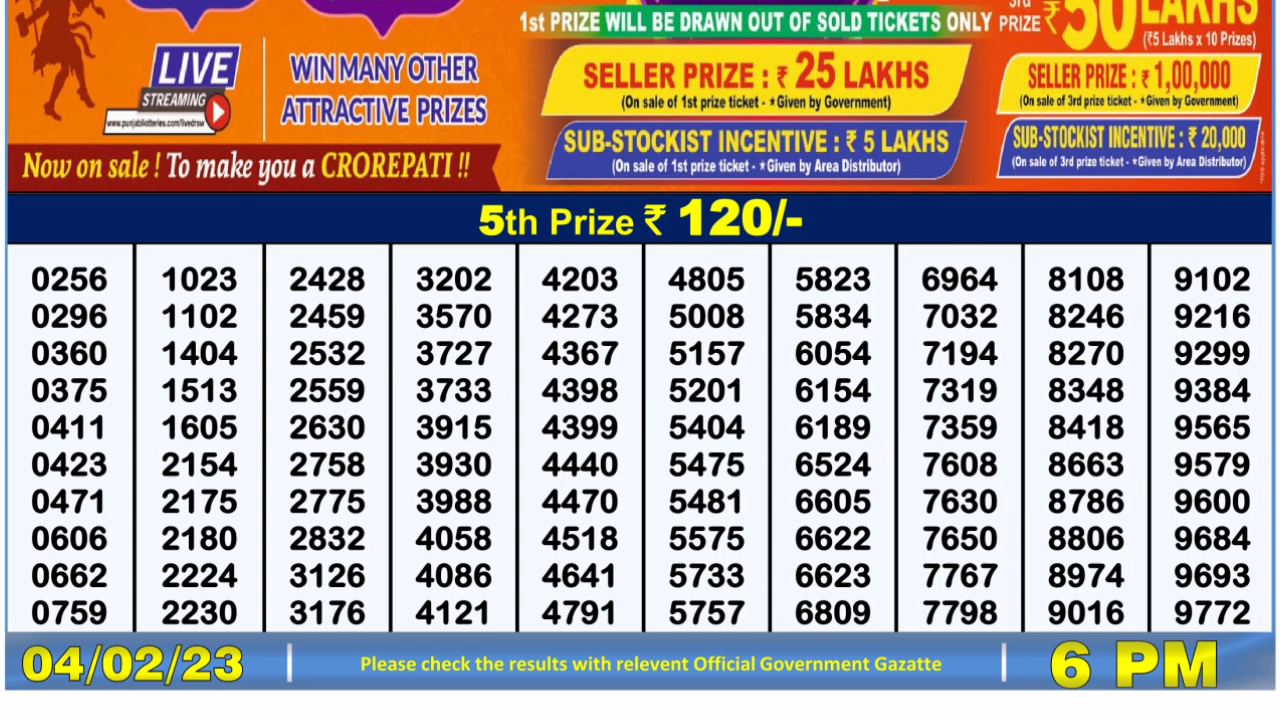 1st PRIZE WILL BE DRAWN OUT OF SOLD TICKETS ONLY
3rd
PRIZE ₹ 50 LAKHS
(₹5 Lakhs x 10 Prizes)
LIVE
STREAMING
www.punjabllotteries.com/livedraw
WIN MANY OTHER
ATTRACTIVE PRIZES
SELLER PRIZE : ₹ 25 LAKHS
(On sale of 1st prize ticket - *Given by Government)
SELLER PRIZE : ₹ 1,00,000
(On sale of 3rd prize ticket - *Given by Government)
SUB-STOCKIST INCENTIVE : ₹ 5 LAKHS
(On sale of 1st prize ticket - *Given by Area Distributor)
SUB-STOCKIST INCENTIVE : ₹ 20,000
(On sale of 3rd prize ticket - *Given by Area Distributor)
Now on sale ! To make you a CROREPATI !!
5th Prize ₹ 120/-
0256 1023 2428 3202 4203 4805 5823 6964 8108 9102
0296 1102 2459 3570 4273 5008 5834 7032 8246 9216
0360 1404 2532 3727 4367 5157 6054 7194 8270 9299
0375 1513 2559 3733 4398 5201 6154 7319 8348 9384
0411 1605 2630 3915 4399 5404 6189 7359 8418 9565
0423 2154 2758 3930 4440 5475 6524 7608 8663 9579
0471 2175 2775 3988 4470 5481 6605 7630 8786 9600
0606 2180 2832 4058 4518 5575 6622 7650 8806 9684
0662 2224 3126 4086 4641 5733 6623 7767 8974 9693
0759 2230 3176 4121 4791 5757 6809 7798 9016 9772
04/02/23 Please check the results with relevent Official Government Gazatte 6 PM